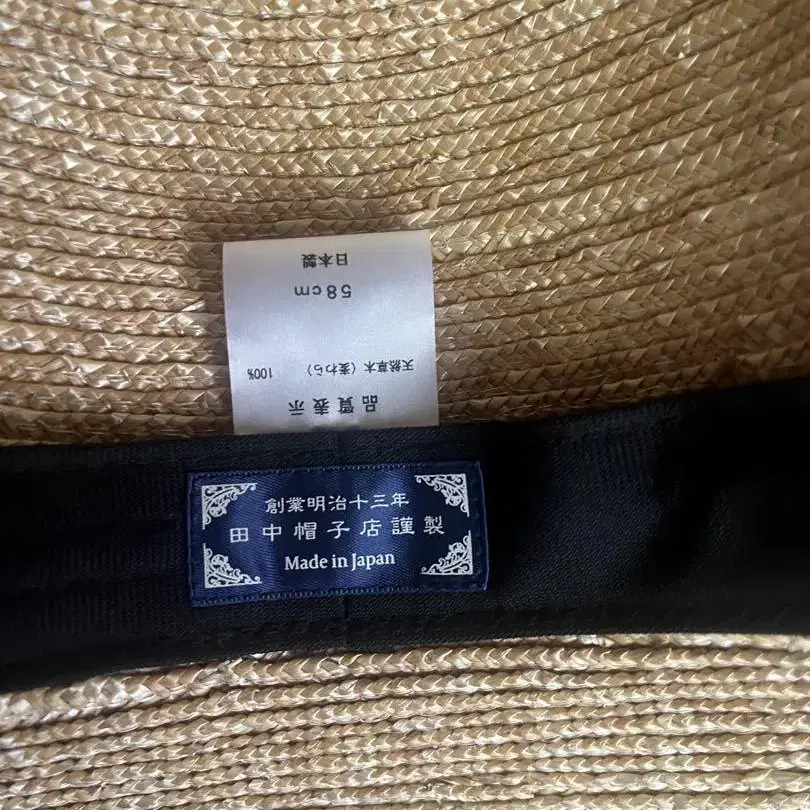 品質表示
天然草木(麦わら) 100%
58cm
日本製
創業明治十三年
田中帽子店謹製
Made in Japan